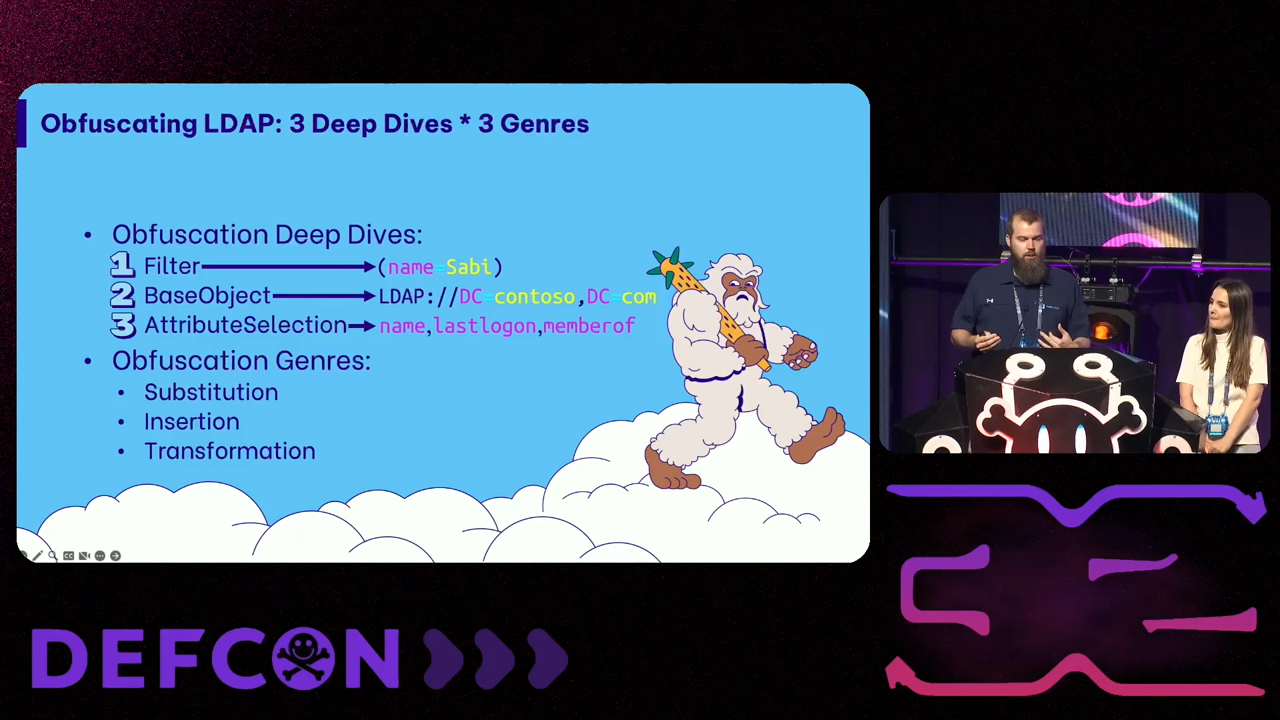 Obfuscating LDAP: 3 Deep Dives * 3 Genres
• Obfuscation Deep Dives:
1 Filter (name=Sabi)
2 BaseObject LDAP://DC=contoso,DC=com
3 AttributeSelection name,lastlogon,memberof
• Obfuscation Genres:
• Substitution
• Insertion
• Transformation
DEFCON